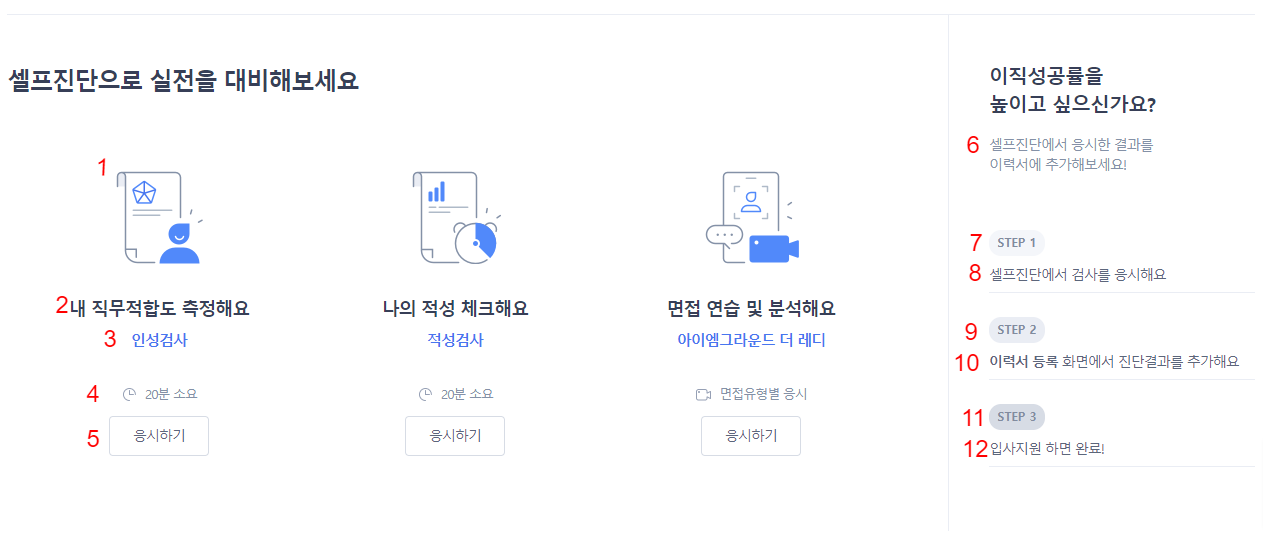 셀프진단으로 실전을 대비해보세요
1
2 내 직무적합도 측정해요
3 인성검사
4 20분 소요
5 응시하기
나의 적성 체크해요
적성검사
20분 소요
응시하기
면접 연습 및 분석해요
아이엠그라운드 더 레디
면접유형별 응시
응시하기
이직성공률을
높이고 싶으신가요?
6 셀프진단에서 응시한 결과를
이력서에 추가해보세요!
7 STEP 1
8 셀프진단에서 검사를 응시해요
9 STEP 2
10 이력서 등록 화면에서 진단결과를 추가해요
11 STEP 3
12 입사지원 하면 완료!